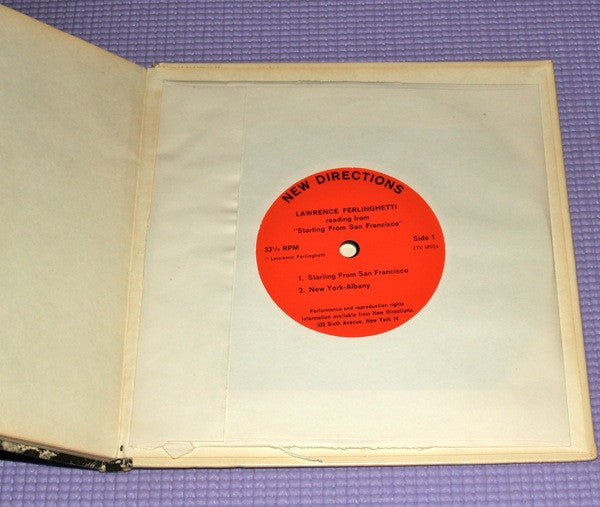 NEW DIRECTIONS
LAWRENCE FERLINGHETTI
reading from
"Starting From San Francisco"
33⅓ RPM
Side 1
Lawrence Ferlinghetti
1. Starting From San Francisco
2. New York-Albany
Performance and reproduction rights
information available from New Directions,
333 Sixth Avenue, New York 14